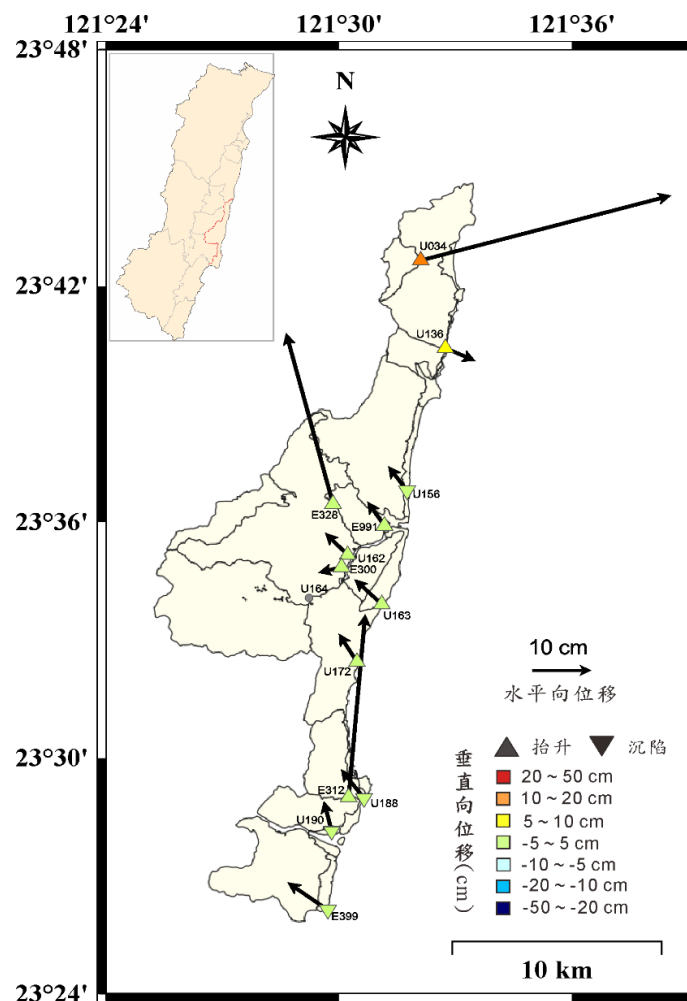 121°24' 121°30' 121°36'
23°48'
N
U034
23°42'
U136
U156
E328
E991
23°36'
U162
E300
U164
U163
10 cm
水平向位移
U172
23°30'
垂直向位移(cm)
抬升 沉陷
20 ~ 50 cm
10 ~ 20 cm
5 ~ 10 cm
-5 ~ 5 cm
-10 ~ -5 cm
-20 ~ -10 cm
-50 ~ -20 cm
E312
U188
U190
E399
10 km
23°24'